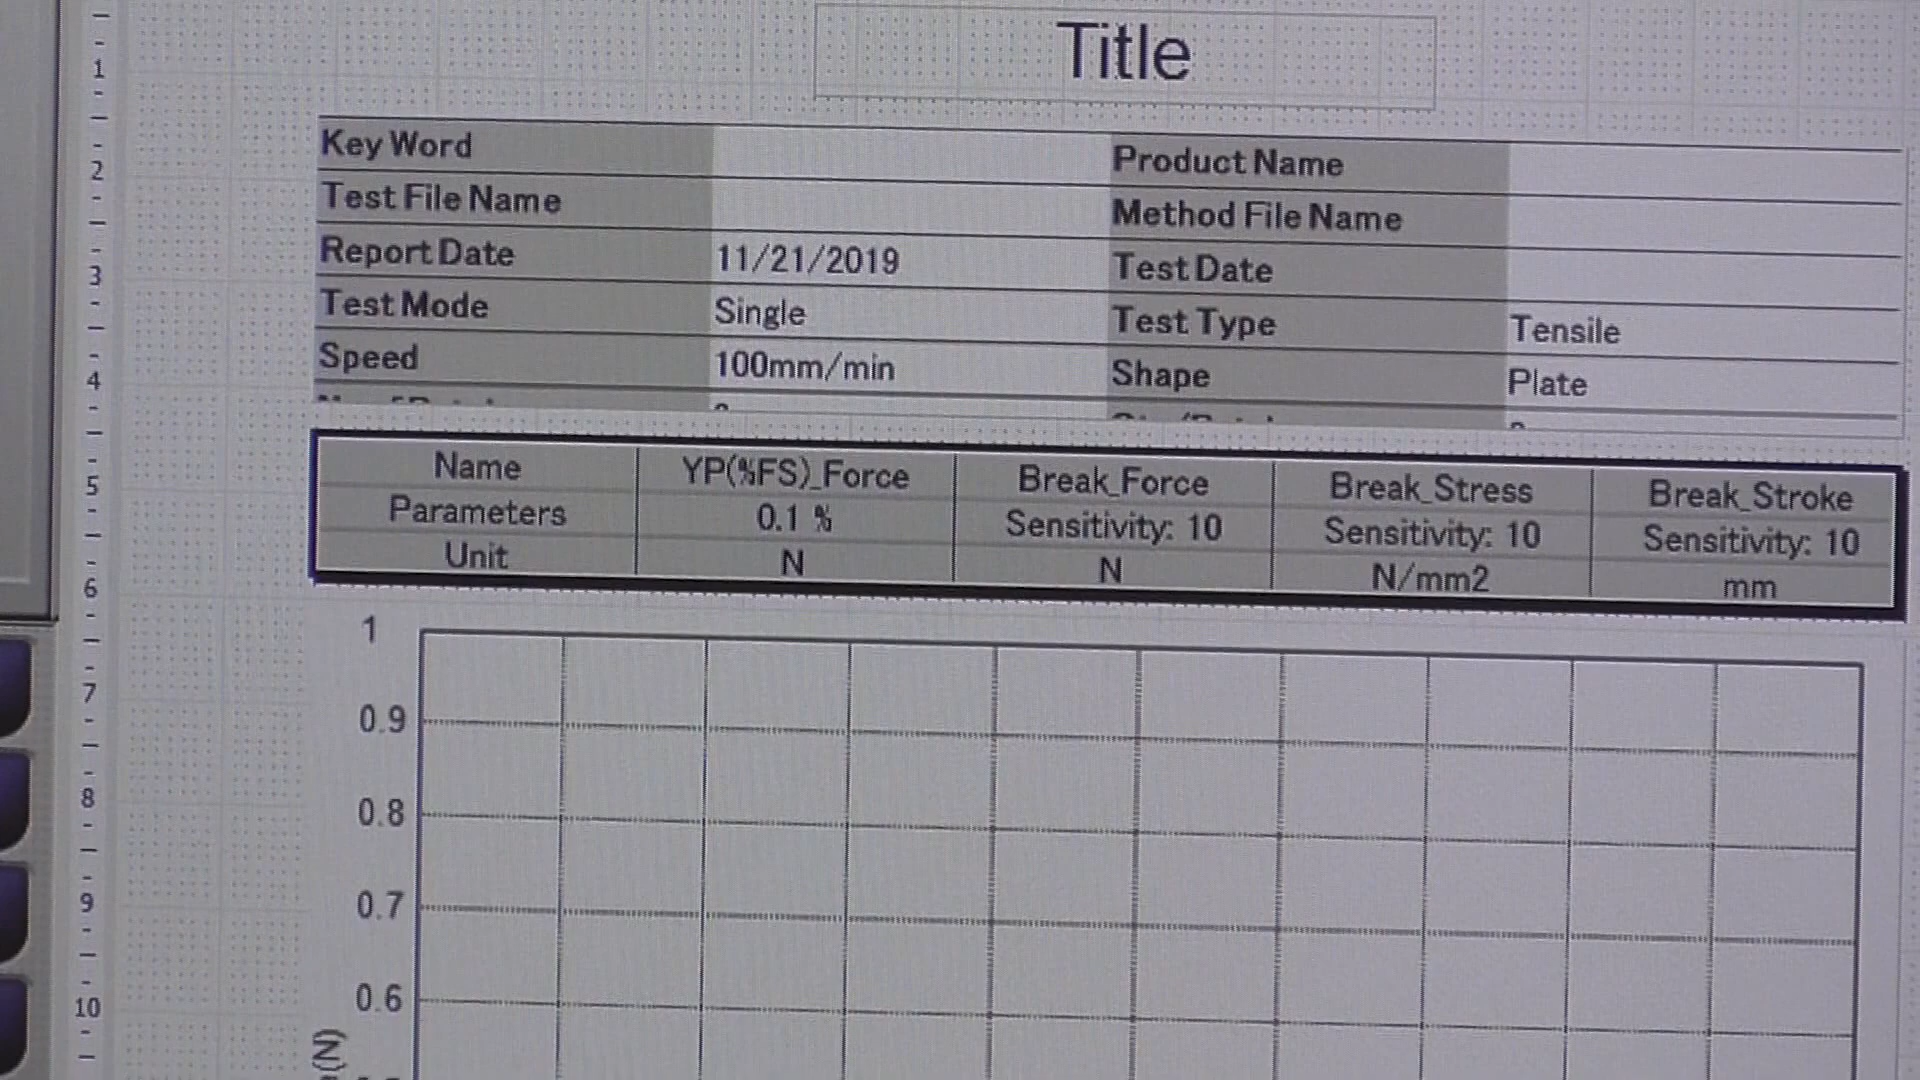 Title
Key Word
Product Name
Test File Name
Method File Name
Report Date 11/21/2019
Test Date
Test Mode Single
Test Type Tensile
Speed 100mm/min
Shape Plate
Name YP(%FS)_Force Break_Force Break_Stress Break_Stroke
Parameters 0.1 % Sensitivity: 10 Sensitivity: 10 Sensitivity: 10
Unit N N N/mm2 mm
1
0.9
0.8
0.7
0.6
(N)
1
2
3
4
5
6
7
8
9
10